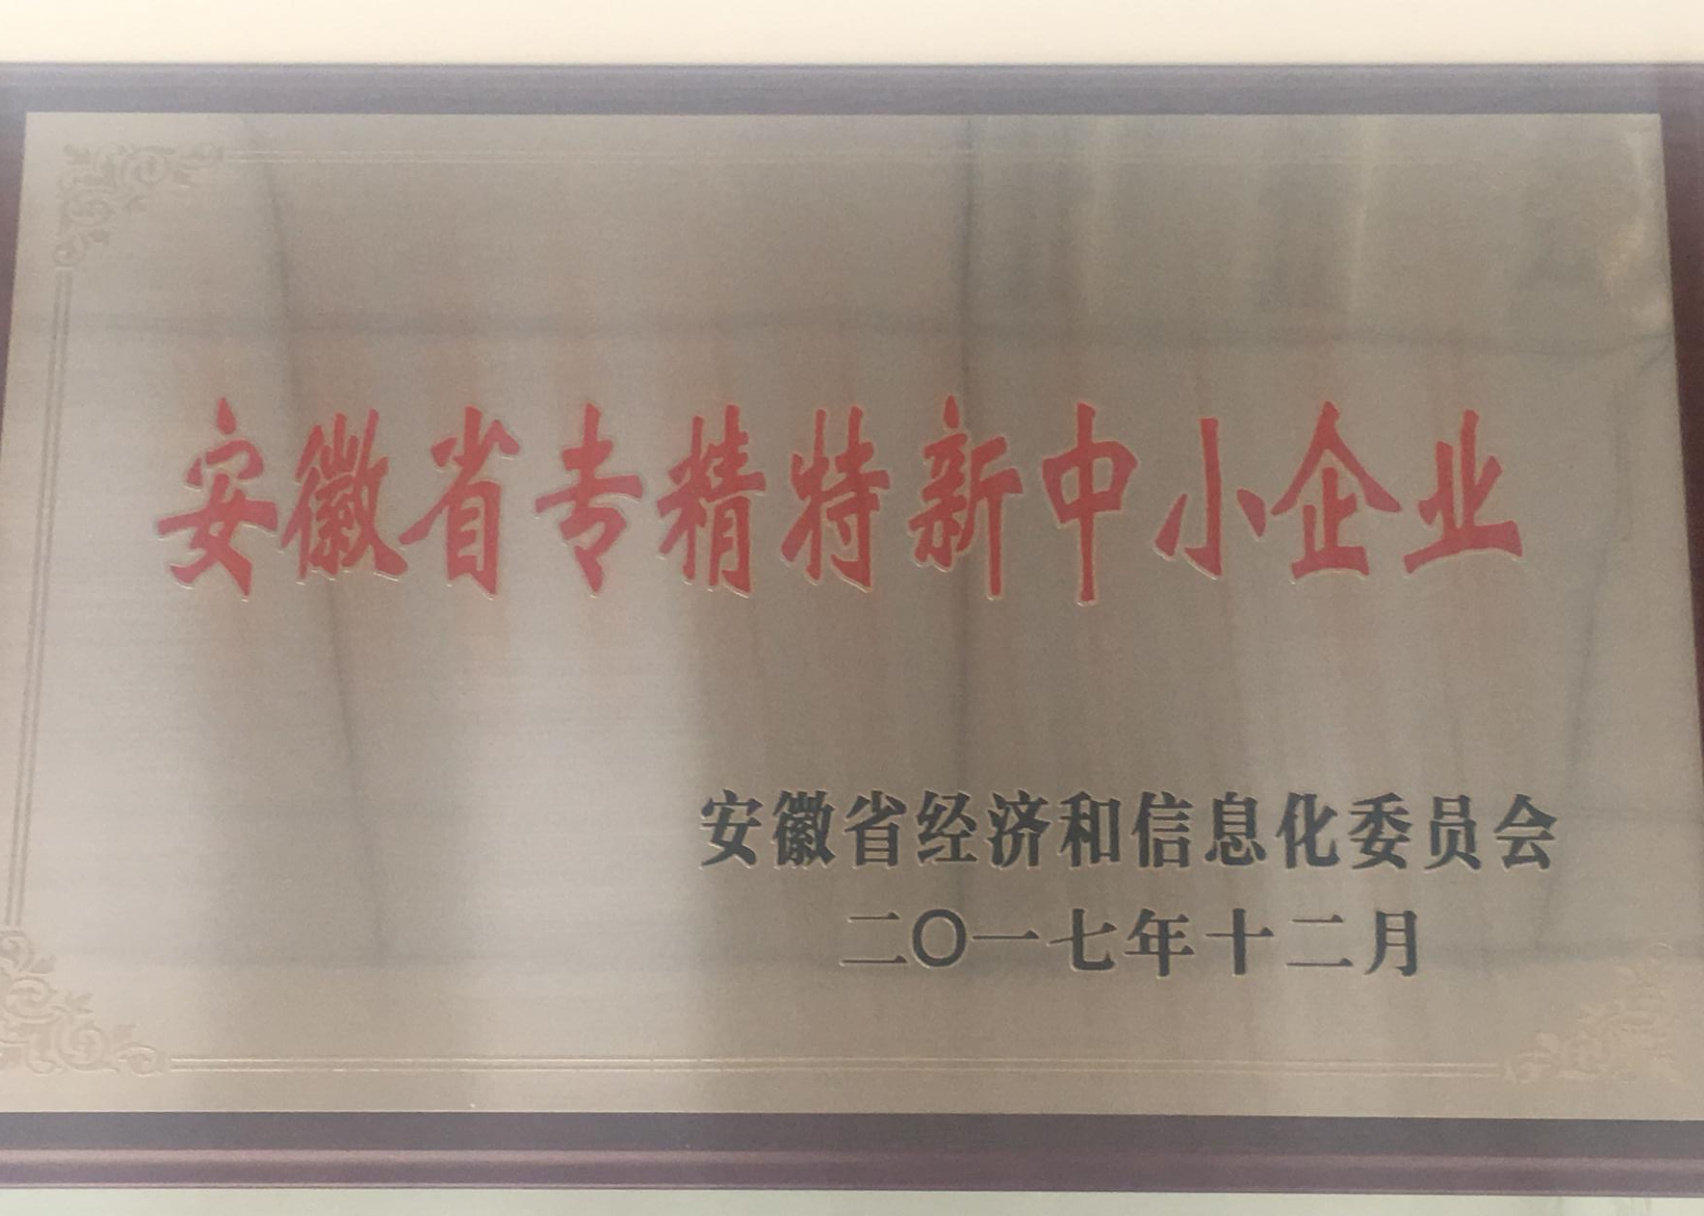 安徽省专精特新中小企业
安徽省经济和信息化委员会
二〇一七年十二月